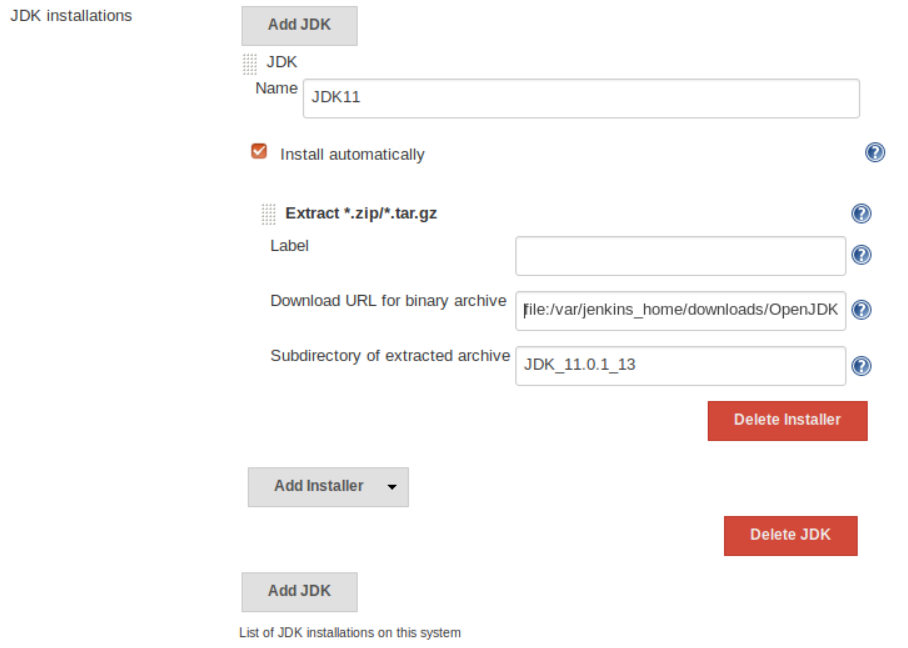 JDK installations
Add JDK
JDK
Name
JDK11
Install automatically
?
Extract *.zip/*.tar.gz
?
Label
?
Download URL for binary archive
file:/var/jenkins_home/downloads/OpenJDK
?
Subdirectory of extracted archive
JDK_11.0.1_13
?
Delete Installer
Add Installer
Delete JDK
Add JDK
List of JDK installations on this system